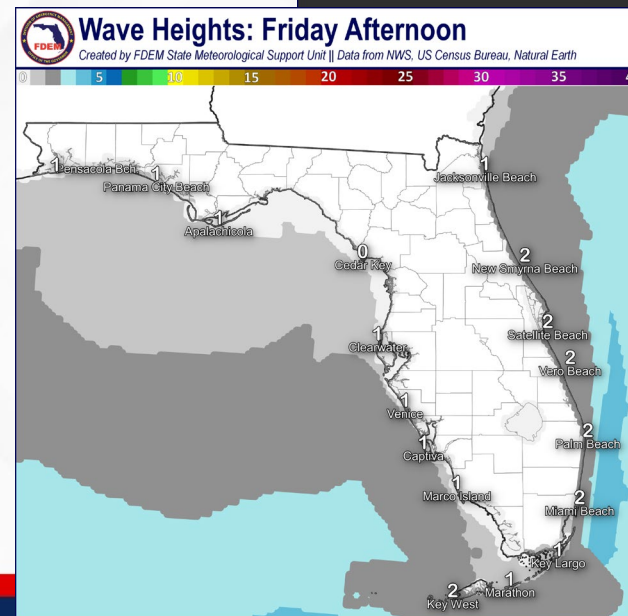 FDEM
Wave Heights: Friday Afternoon
Created by FDEM State Meteorological Support Unit || Data from NWS, US Census Bureau, Natural Earth
0 5 10 15 20 25 30 35
1
Pensacola Bch.
1
Panama City Beach
1
Apalachicola
1
Jacksonville Beach
0
Cedar Key
2
New Smyrna Beach
2
Satellite Beach
1
Clearwater
2
Vero Beach
1
Venice
1
Captiva
2
Palm Beach
1
Marco Island
2
Miami Beach
1
Key Largo
1
Marathon
2
Key West